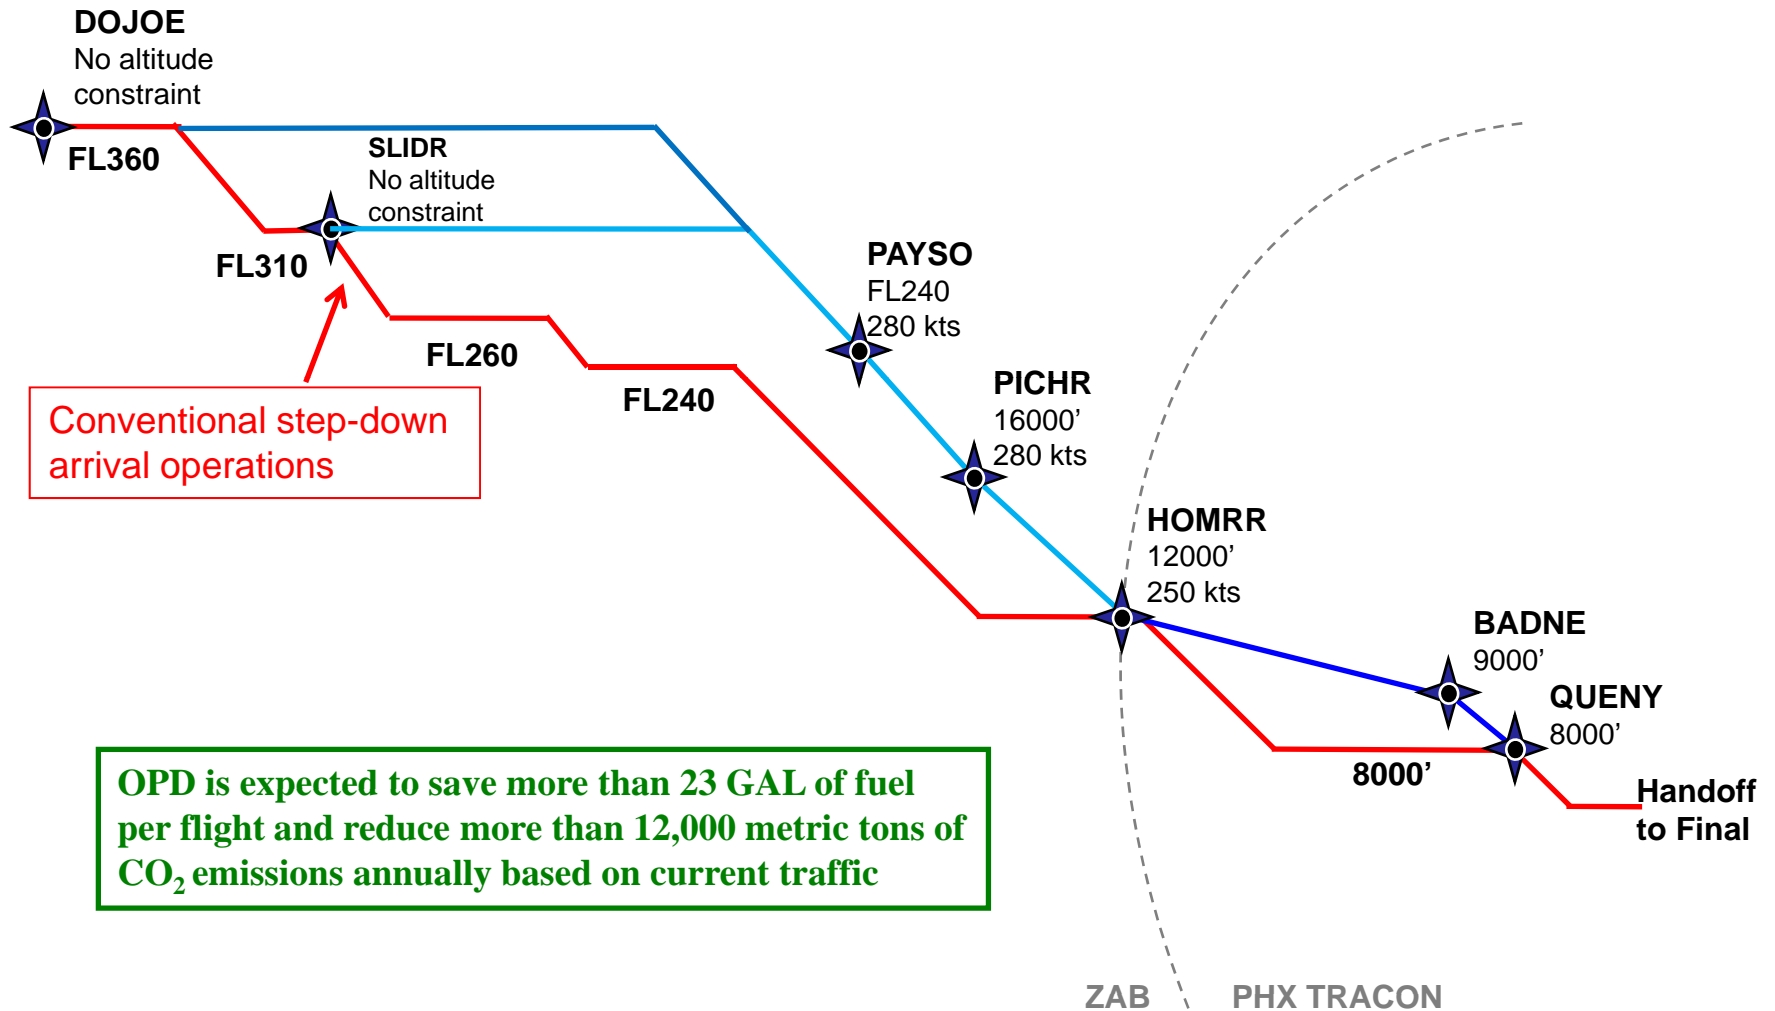 DOJOE
No altitude
constraint
FL360
SLIDR
No altitude
constraint
FL310
PAYSO
FL240
280 kts
FL260
FL240
PICHR
16000’
280 kts
Conventional step-down
arrival operations
HOMRR
12000’
250 kts
BADNE
9000’
QUENY
8000’
8000’
Handoff
to Final
OPD is expected to save more than 23 GAL of fuel
per flight and reduce more than 12,000 metric tons of
CO₂ emissions annually based on current traffic
ZAB
PHX TRACON